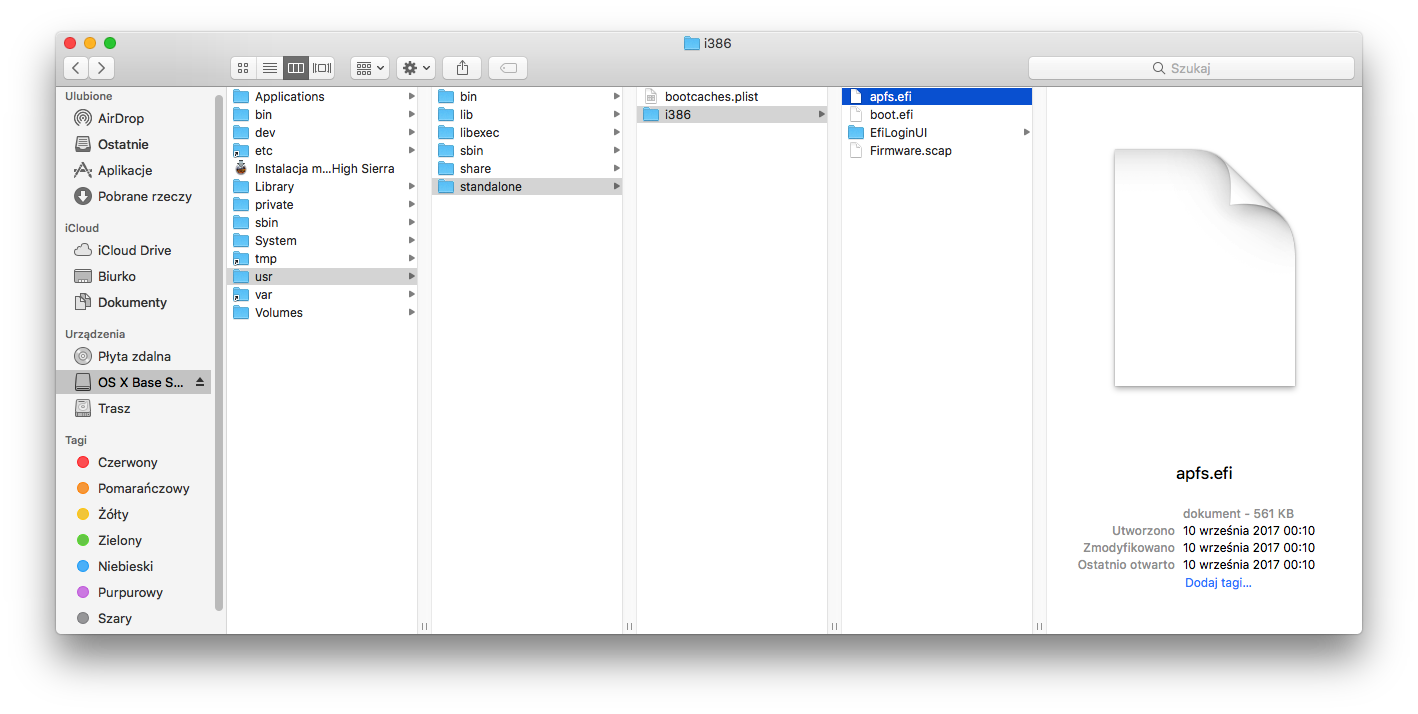 i386
Szukaj
Ulubione
AirDrop
Ostatnie
Aplikacje
Pobrane rzeczy
iCloud
iCloud Drive
Biurko
Dokumenty
Urządzenia
Płyta zdalna
OS X Base S...
Trasz
Tagi
Czerwony
Pomarańczowy
Żółty
Zielony
Niebieski
Purpurowy
Szary
Applications
bin
dev
etc
Instalacja m...High Sierra
Library
private
sbin
System
tmp
usr
var
Volumes
bin
lib
libexec
sbin
share
standalone
bootcaches.plist
i386
apfs.efi
boot.efi
EfiLoginUI
Firmware.scap
apfs.efi
dokument - 561 KB
Utworzono 10 września 2017 00:10
Zmodyfikowano 10 września 2017 00:10
Ostatnio otwarto 10 września 2017 00:10
Dodaj tagi...